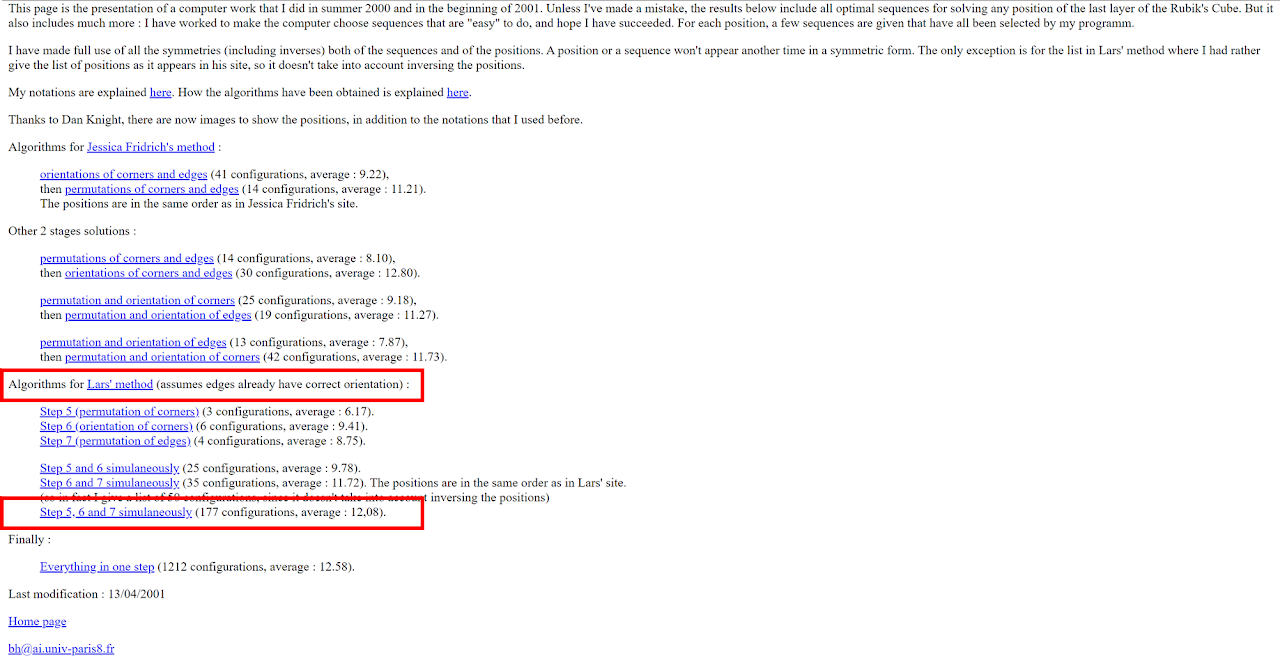 This page is the presentation of a computer work that I did in summer 2000 and in the beginning of 2001. Unless I've made a mistake, the results below include all optimal sequences for solving any position of the last layer of the Rubik's Cube. But it
also includes much more : I have worked to make the computer choose sequences that are "easy" to do, and hope I have succeeded. For each position, a few sequences are given that have all been selected by my programm.
I have made full use of all the symmetries (including inverses) both of the sequences and of the positions. A position or a sequence won't appear another time in a symmetric form. The only exception is for the list in Lars' method where I had rather
give the list of positions as it appears in his site, so it doesn't take into account inversing the positions.
My notations are explained here. How the algorithms have been obtained is explained here.
Thanks to Dan Knight, there are now images to show the positions, in addition to the notations that I used before.
Algorithms for Jessica Fridrich's method :
orientations of corners and edges (41 configurations, average : 9.22),
then permutations of corners and edges (14 configurations, average : 11.21).
The positions are in the same order as in Jessica Fridrich's site.
Other 2 stages solutions :
permutations of corners and edges (14 configurations, average : 8.10),
then orientations of corners and edges (30 configurations, average : 12.80).
permutation and orientation of corners (25 configurations, average : 9.18),
then permutation and orientation of edges (19 configurations, average : 11.27).
permutation and orientation of edges (13 configurations, average : 7.87),
then permutation and orientation of corners (42 configurations, average : 11.73).
Algorithms for Lars' method (assumes edges already have correct orientation) :
Step 5 (permutation of corners) (3 configurations, average : 6.17).
Step 6 (orientation of corners) (6 configurations, average : 9.41).
Step 7 (permutation of edges) (4 configurations, average : 8.75).
Step 5 and 6 simulaneously (25 configurations, average : 9.78).
Step 6 and 7 simulaneously (35 configurations, average : 11.72). The positions are in the same order as in Lars' site.
(so in fact I give a list of 50 configurations, since it doesn't take into account inversing the positions)
Step 5, 6 and 7 simulaneously (177 configurations, average : 12,08).
Finally :
Everything in one step (1212 configurations, average : 12.58).
Last modification : 13/04/2001
Home page
bh@ai.univ-paris8.fr